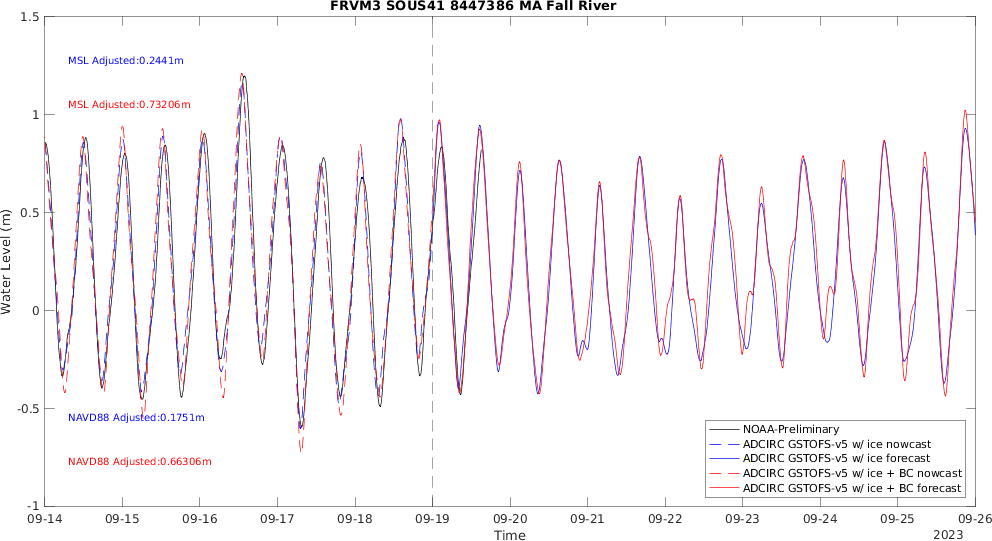 FRVM3 SOUS41 8447386 MA Fall River
1.5
1
0.5
0
-0.5
-1
Water Level (m)
MSL Adjusted:0.2441m
MSL Adjusted:0.73206m
NAVD88 Adjusted:0.1751m
NAVD88 Adjusted:0.66306m
NOAA-Preliminary
ADCIRC GSTOFS-v5 w/ ice nowcast
ADCIRC GSTOFS-v5 w/ ice forecast
ADCIRC GSTOFS-v5 w/ ice + BC nowcast
ADCIRC GSTOFS-v5 w/ ice + BC forecast
09-14 09-15 09-16 09-17 09-18 09-19 09-20 09-21 09-22 09-23 09-24 09-25 09-26
Time
2023